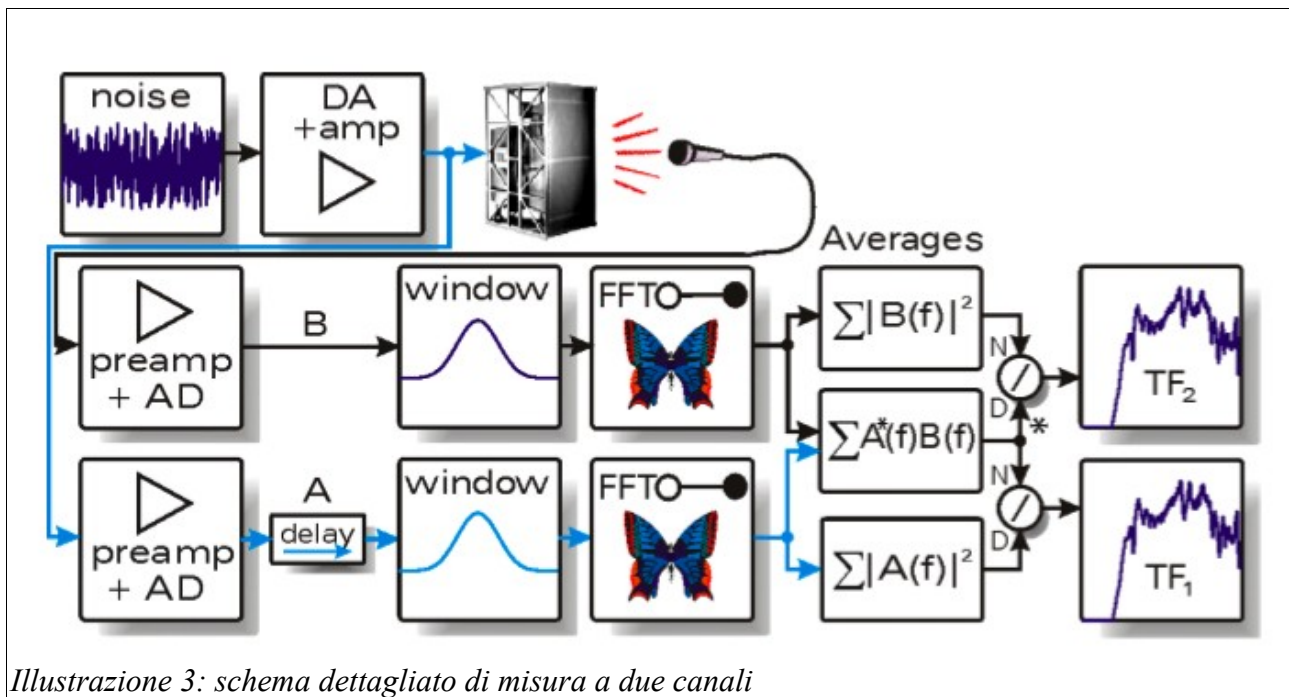 noise
DA
+amp
Averages
preamp
+ AD
B
window
FFT
∑|B(f)|²
N
D
*
TF₂
∑A*(f)B(f)
preamp
+ AD
A
delay
window
FFT
∑|A(f)|²
N
D
TF₁
Illustrazione 3: schema dettagliato di misura a due canali